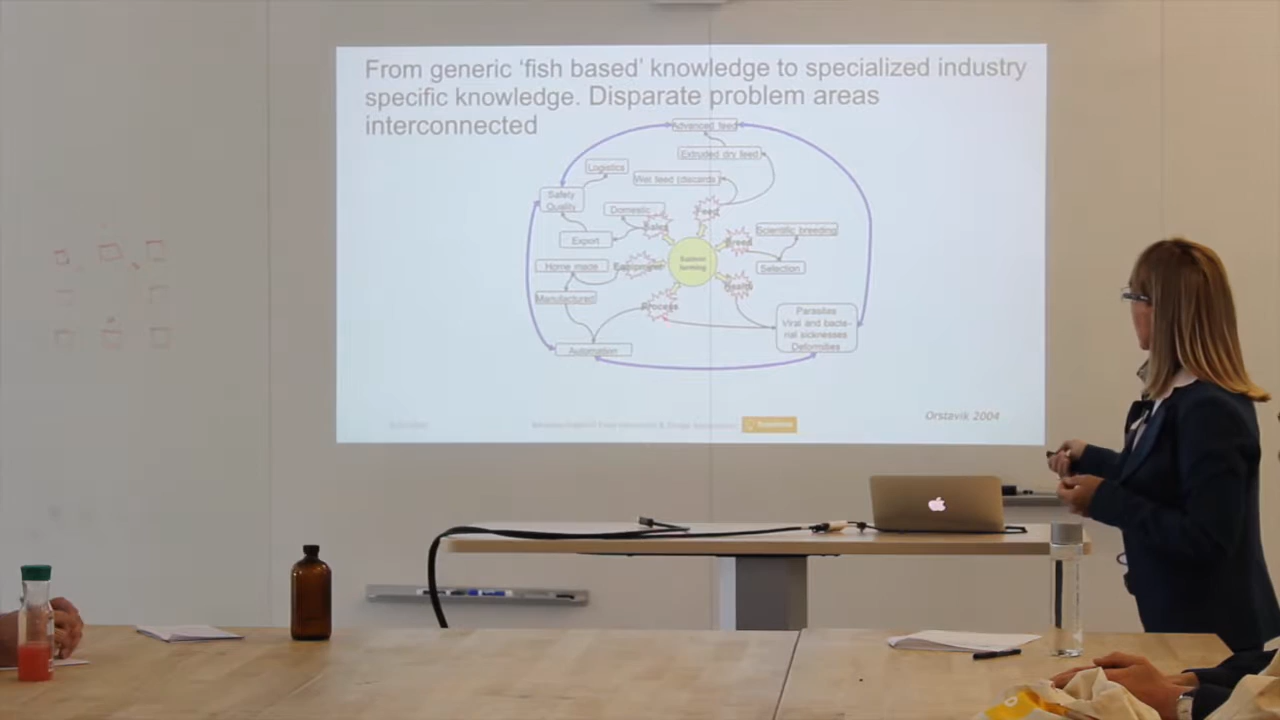 From generic ‘fish based’ knowledge to specialized industry
specific knowledge. Disparate problem areas
interconnected
Advanced feed
Extruded dry feed
Logistics
Wet feed (discards)
Safety
Quality
Domestic
Feed
Sales
Scientific breeding
Export
Breed
Salmon
farming
Home made
Equipment
Selection
Health
Manufactured
Process
Parasites
Viral and bacte-
rial sicknesses
Deformities
Automation
Orstavik 2004